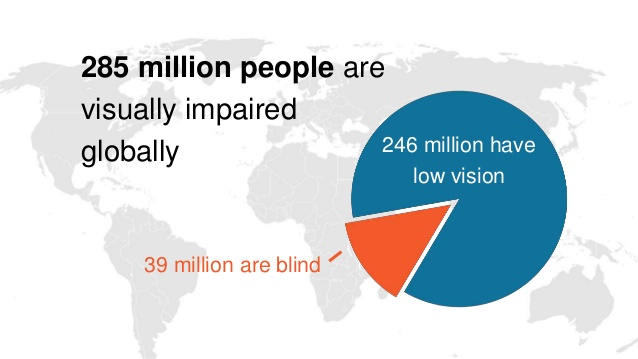 285 million people are
visually impaired
globally
246 million have
low vision
39 million are blind